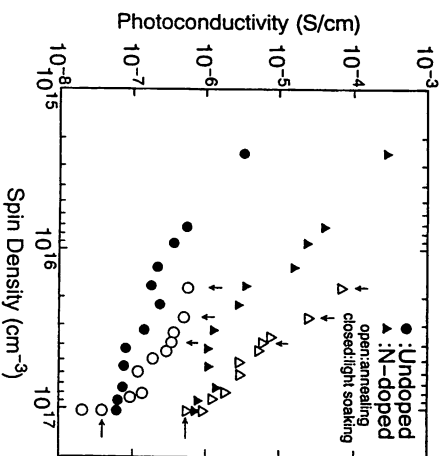 Photoconductivity (S/cm)
10⁻⁸ 10⁻⁷ 10⁻⁶ 10⁻⁵ 10⁻⁴ 10⁻³
10¹⁵
10¹⁶
10¹⁷
Spin Density (cm⁻³)
● :Undoped
▲ :N-doped
open:annealing
closed:light soaking